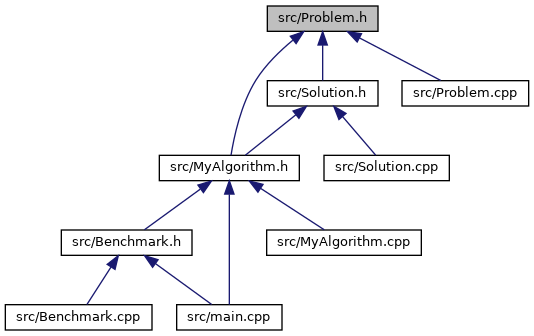 src/Problem.h
src/Solution.h
src/Problem.cpp
src/MyAlgorithm.h
src/Solution.cpp
src/Benchmark.h
src/MyAlgorithm.cpp
src/Benchmark.cpp
src/main.cpp